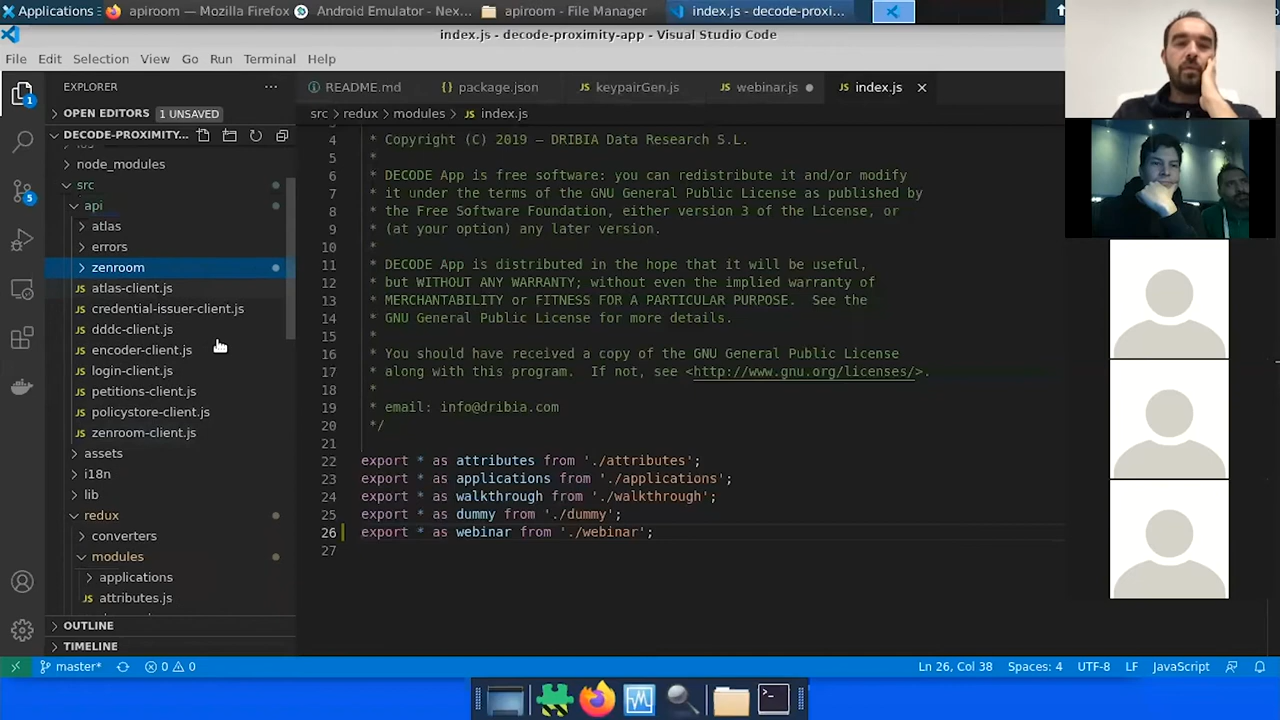 Applications
apiroom — Mozilla Firefox
Android Emulator - Nex...
apiroom - File Manager
index.js - decode-proxi...
index.js - decode-proximity-app - Visual Studio Code
File Edit Selection View Go Run Terminal Help
EXPLORER ...
README.md
package.json
keypairGen.js
webinar.js
index.js
OPEN EDITORS 1 UNSAVED
src > redux > modules > JS index.js
DECODE-PROXIMITY...
node_modules
src
api
atlas
errors
zenroom
JS atlas-client.js
JS credential-issuer-client.js
JS dddc-client.js
JS encoder-client.js
JS login-client.js
JS petitions-client.js
JS policystore-client.js
JS zenroom-client.js
assets
i18n
lib
redux
converters
modules
applications
JS attributes.js
OUTLINE
TIMELINE
4 * Copyright (C) 2019 – DRIBIA Data Research S.L.
5 *
6 * DECODE App is free software: you can redistribute it and/or modify
7 * it under the terms of the GNU General Public License as published by
8 * the Free Software Foundation, either version 3 of the License, or
9 * (at your option) any later version.
10 *
11 * DECODE App is distributed in the hope that it will be useful,
12 * but WITHOUT ANY WARRANTY; without even the implied warranty of
13 * MERCHANTABILITY or FITNESS FOR A PARTICULAR PURPOSE. See the
14 * GNU General Public License for more details.
15 *
16 * You should have received a copy of the GNU General Public License
17 * along with this program. If not, see <http://www.gnu.org/licenses/>.
18 *
19 * email: info@dribia.com
20 */
21
22 export * as attributes from './attributes';
23 export * as applications from './applications';
24 export * as walkthrough from './walkthrough';
25 export * as dummy from './dummy';
26 export * as webinar from './webinar';
27
1
5
master* 0 0
Ln 26, Col 38 Spaces: 4 UTF-8 LF JavaScript